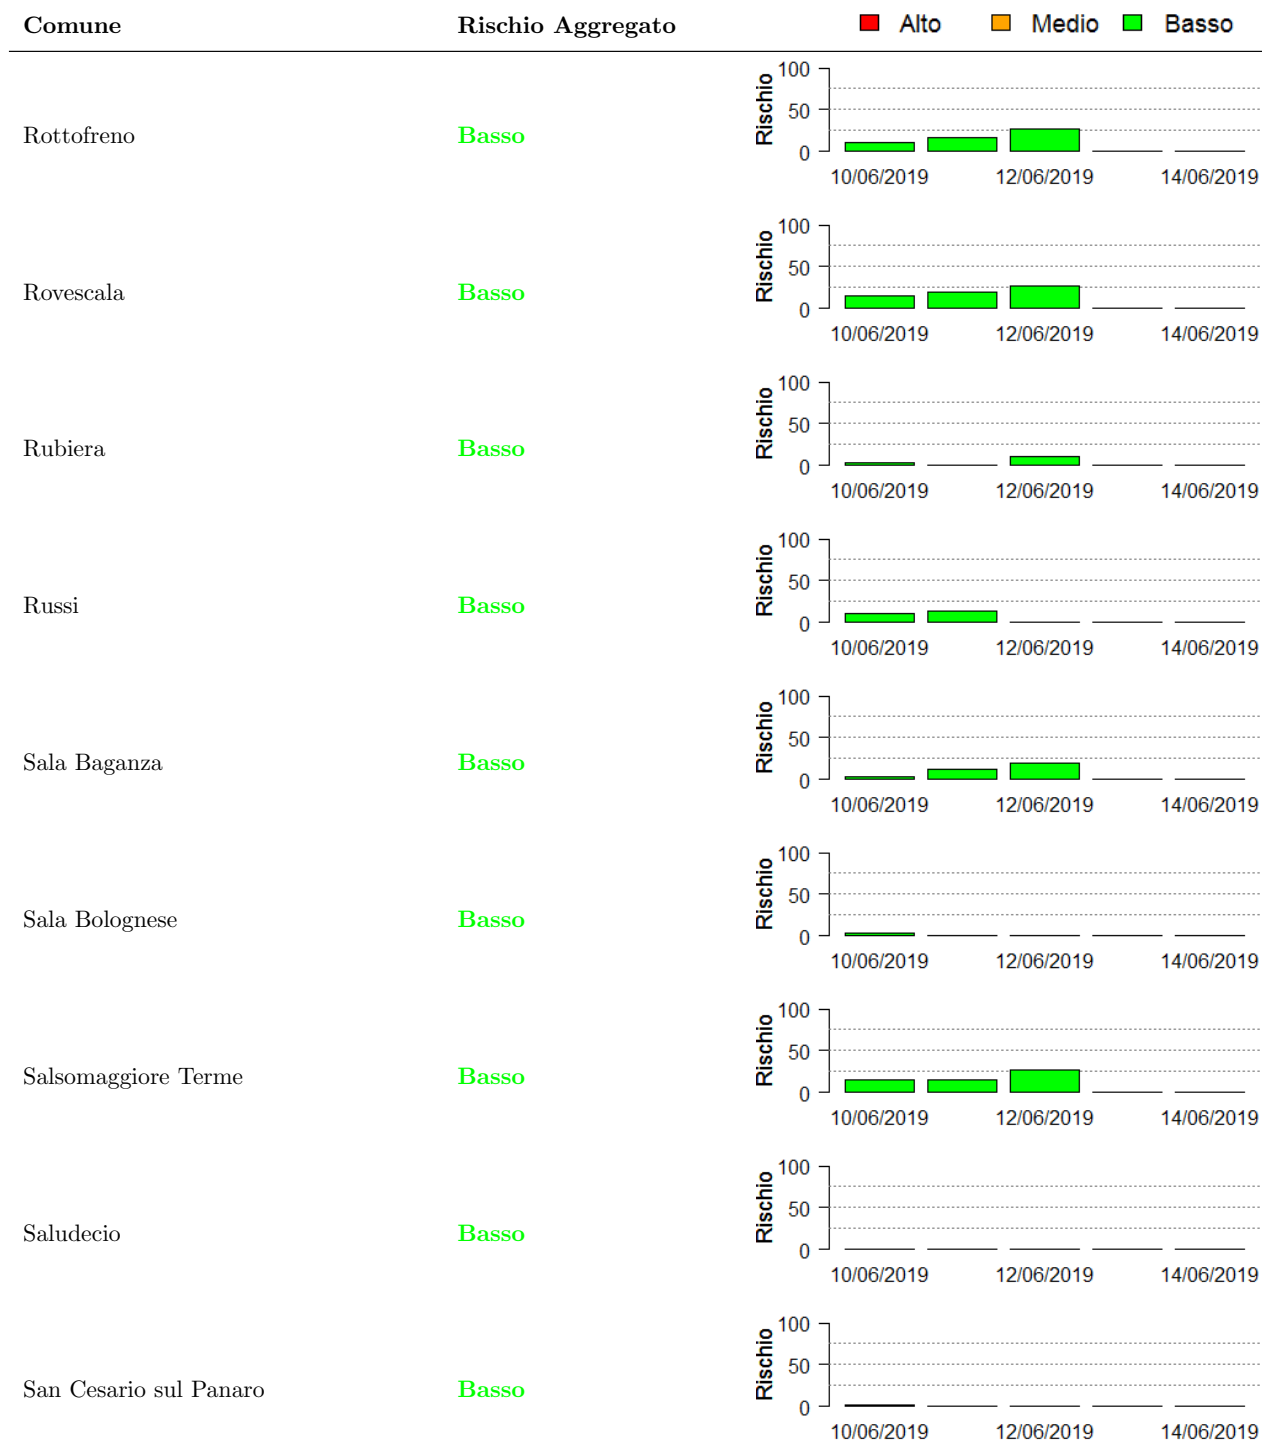 Comune Rischio Aggregato Alto Medio Basso
Rottofreno Basso
Rischio
100
50
0
10/06/2019 12/06/2019 14/06/2019
Rovescala Basso
Rischio
100
50
0
10/06/2019 12/06/2019 14/06/2019
Rubiera Basso
Rischio
100
50
0
10/06/2019 12/06/2019 14/06/2019
Russi Basso
Rischio
100
50
0
10/06/2019 12/06/2019 14/06/2019
Sala Baganza Basso
Rischio
100
50
0
10/06/2019 12/06/2019 14/06/2019
Sala Bolognese Basso
Rischio
100
50
0
10/06/2019 12/06/2019 14/06/2019
Salsomaggiore Terme Basso
Rischio
100
50
0
10/06/2019 12/06/2019 14/06/2019
Saludecio Basso
Rischio
100
50
0
10/06/2019 12/06/2019 14/06/2019
San Cesario sul Panaro Basso
Rischio
100
50
0
10/06/2019 12/06/2019 14/06/2019